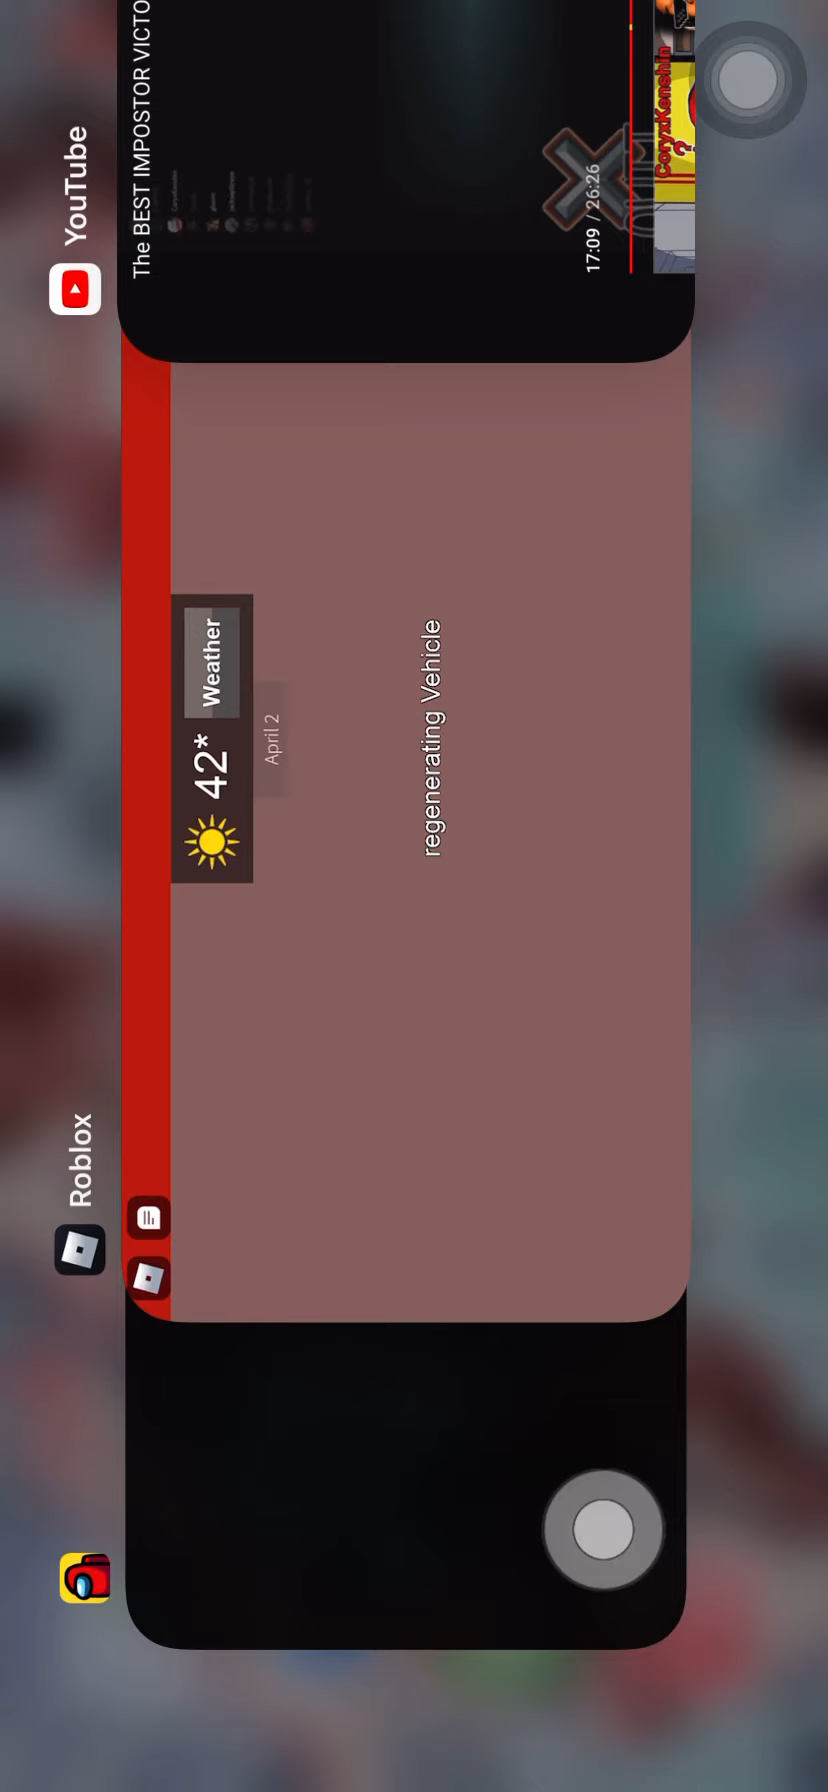 Roblox
YouTube
42*
Weather
April 2
regenerating Vehicle
The BEST IMPOSTOR VICTO
17:09 / 26:26
CoryxKenshin
?